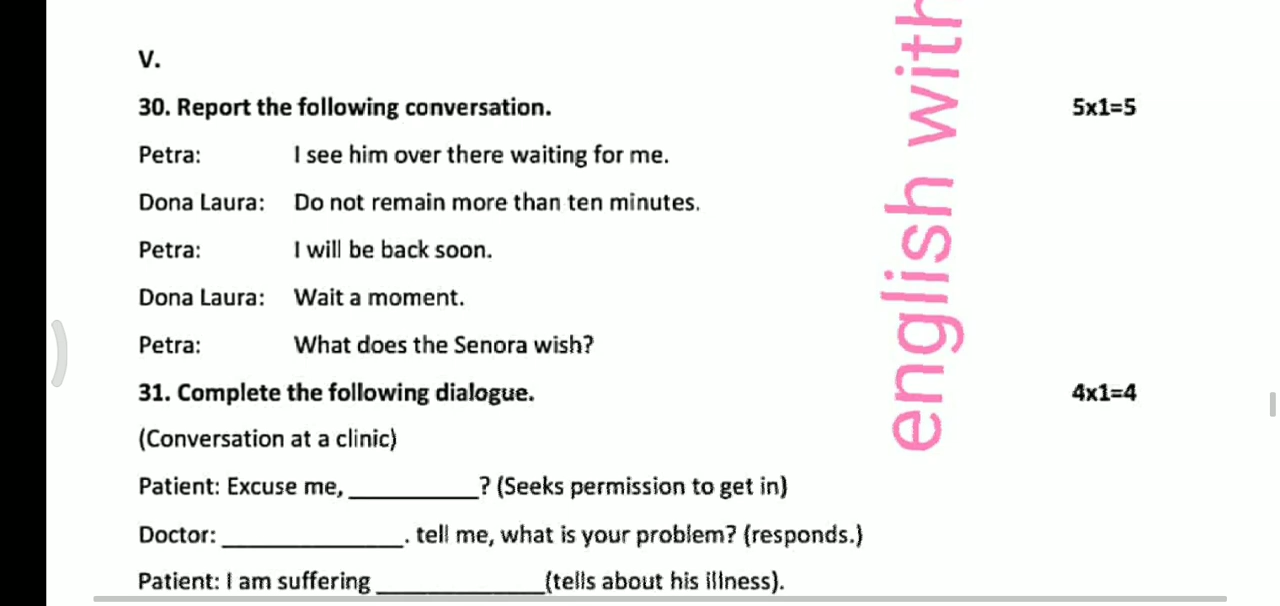 V.
30. Report the following conversation. 5x1=5
Petra: I see him over there waiting for me.
Dona Laura: Do not remain more than ten minutes.
Petra: I will be back soon.
Dona Laura: Wait a moment.
Petra: What does the Senora wish?
31. Complete the following dialogue. 4x1=4
(Conversation at a clinic)
Patient: Excuse me, __________? (Seeks permission to get in)
Doctor: ______________. tell me, what is your problem? (responds.)
Patient: I am suffering _____________(tells about his illness).
english with